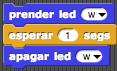 prender led w
esperar 1 segs
apagar led w